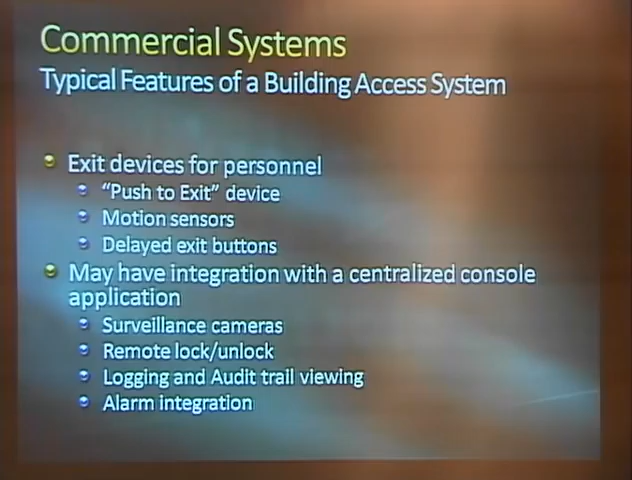 Commercial Systems
Typical Features of a Building Access System
Exit devices for personnel
“Push to Exit” device
Motion sensors
Delayed exit buttons
May have integration with a centralized console
application
Surveillance cameras
Remote lock/unlock
Logging and Audit trail viewing
Alarm integration